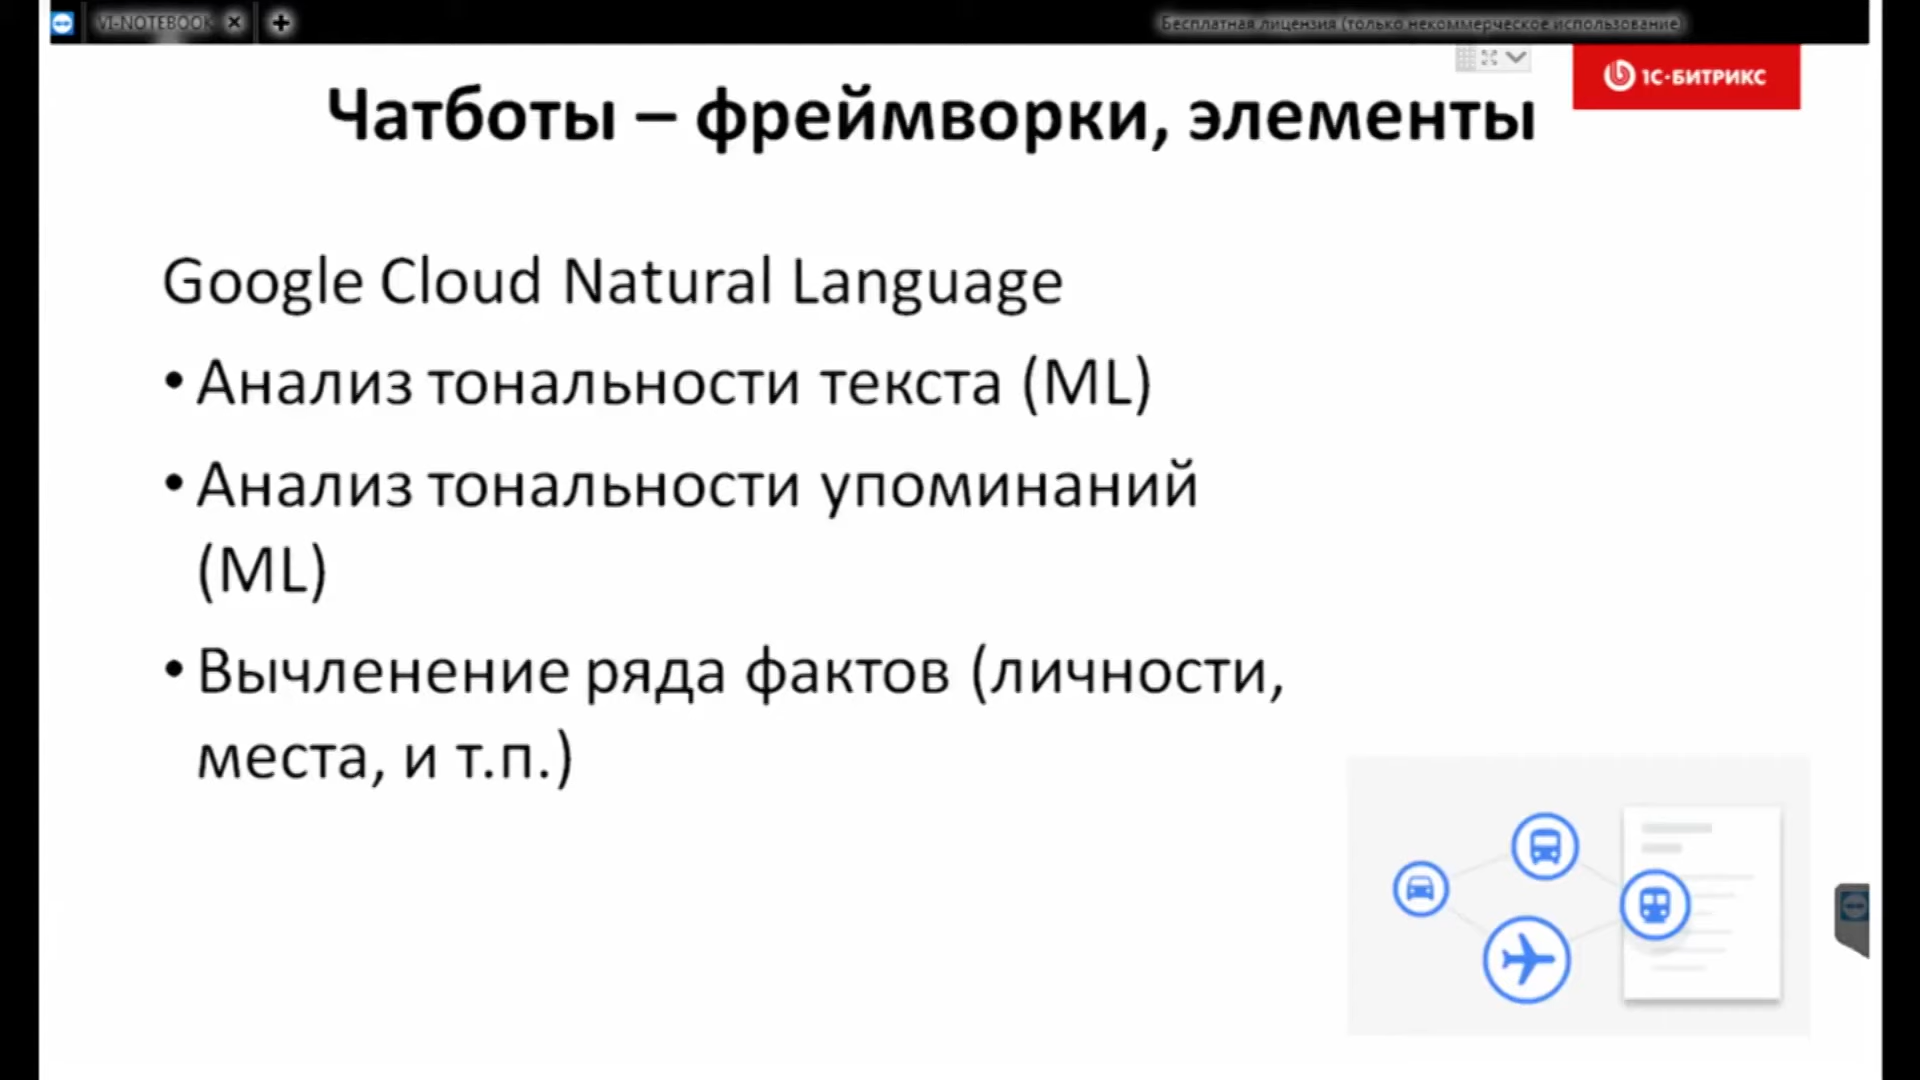 VI-NOTEBOOK
Бесплатная лицензия (только некоммерческое использование)
1С-БИТРИКС
Чатботы – фреймворки, элементы
Google Cloud Natural Language
• Анализ тональности текста (ML)
• Анализ тональности упоминаний
(ML)
• Вычленение ряда фактов (личности,
места, и т.п.)